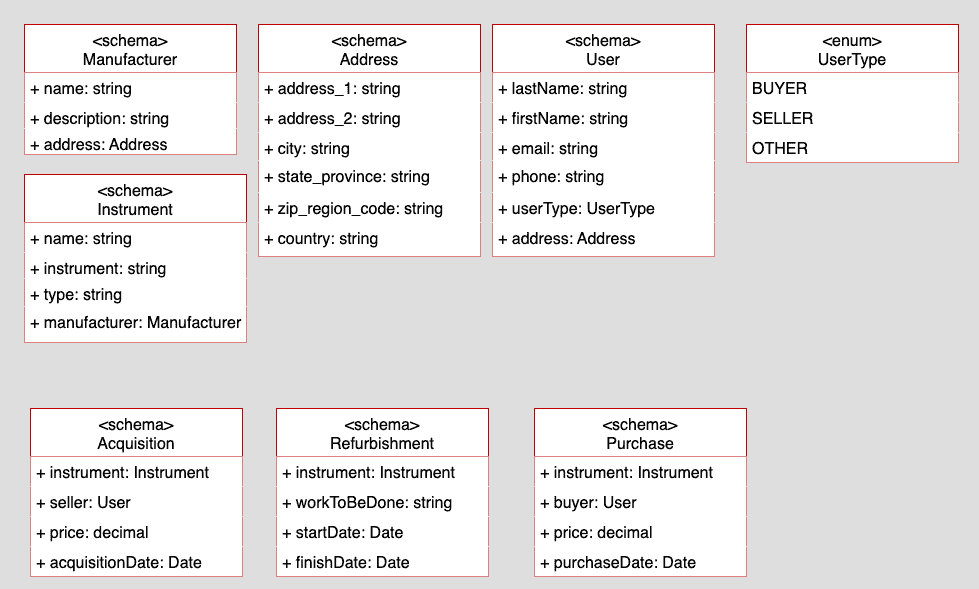 <schema>
Manufacturer
+ name: string
+ description: string
+ address: Address
<schema>
Address
+ address_1: string
+ address_2: string
+ city: string
+ state_province: string
+ zip_region_code: string
+ country: string
<schema>
User
+ lastName: string
+ firstName: string
+ email: string
+ phone: string
+ userType: UserType
+ address: Address
<enum>
UserType
BUYER
SELLER
OTHER
<schema>
Instrument
+ name: string
+ instrument: string
+ type: string
+ manufacturer: Manufacturer
<schema>
Acquisition
+ instrument: Instrument
+ seller: User
+ price: decimal
+ acquisitionDate: Date
<schema>
Refurbishment
+ instrument: Instrument
+ workToBeDone: string
+ startDate: Date
+ finishDate: Date
<schema>
Purchase
+ instrument: Instrument
+ buyer: User
+ price: decimal
+ purchaseDate: Date